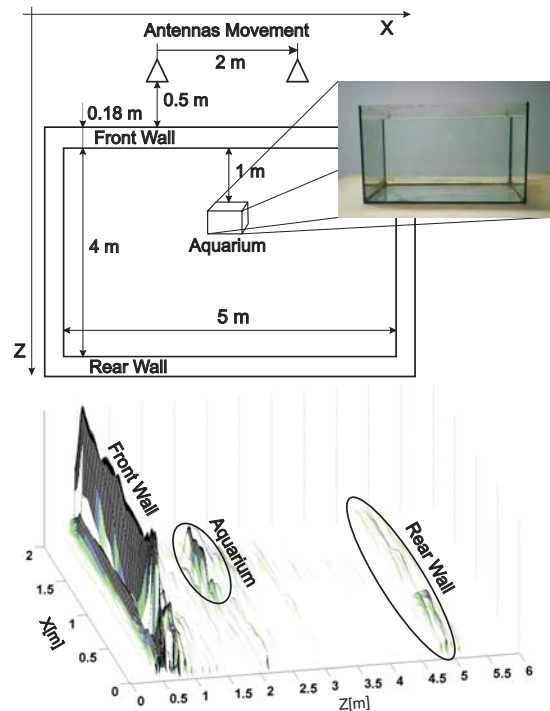 X
Antennas Movement
2 m
0.5 m
0.18 m
Front Wall
1 m
Aquarium
4 m
5 m
Z
Rear Wall
Front Wall
Aquarium
Rear Wall
2
1.5
1
0.5
0
X[m]
0 0.5 1 1.5 2 2.5 3 3.5 4 4.5 5 5.5 6
Z[m]